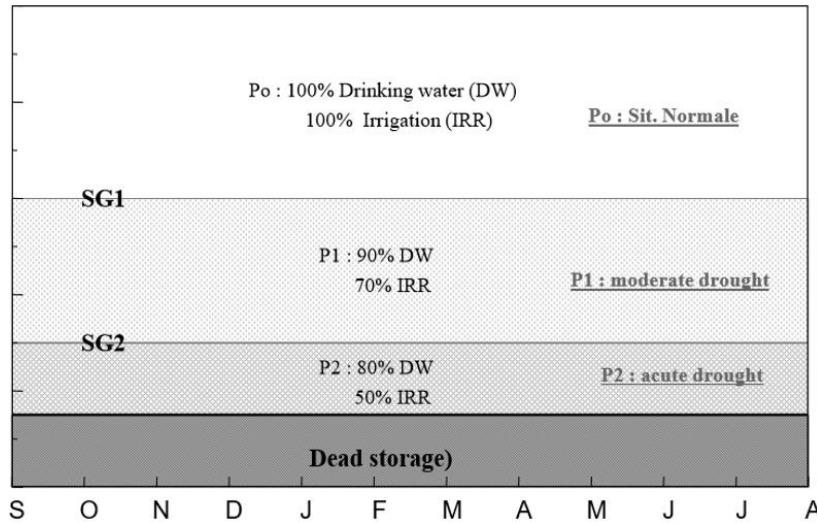 Po : 100% Drinking water (DW)
100% Irrigation (IRR)
Po : Sit. Normale
SG1
P1 : 90% DW
70% IRR
P1 : moderate drought
SG2
P2 : 80% DW
50% IRR
P2 : acute drought
Dead storage)
S O N D J F M A M J J A